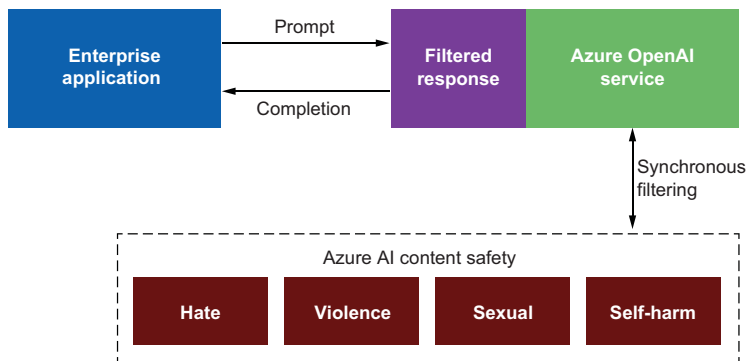 Enterprise
application
Prompt
Completion
Filtered
response
Azure OpenAI
service
Synchronous
filtering
Azure AI content safety
Hate
Violence
Sexual
Self-harm